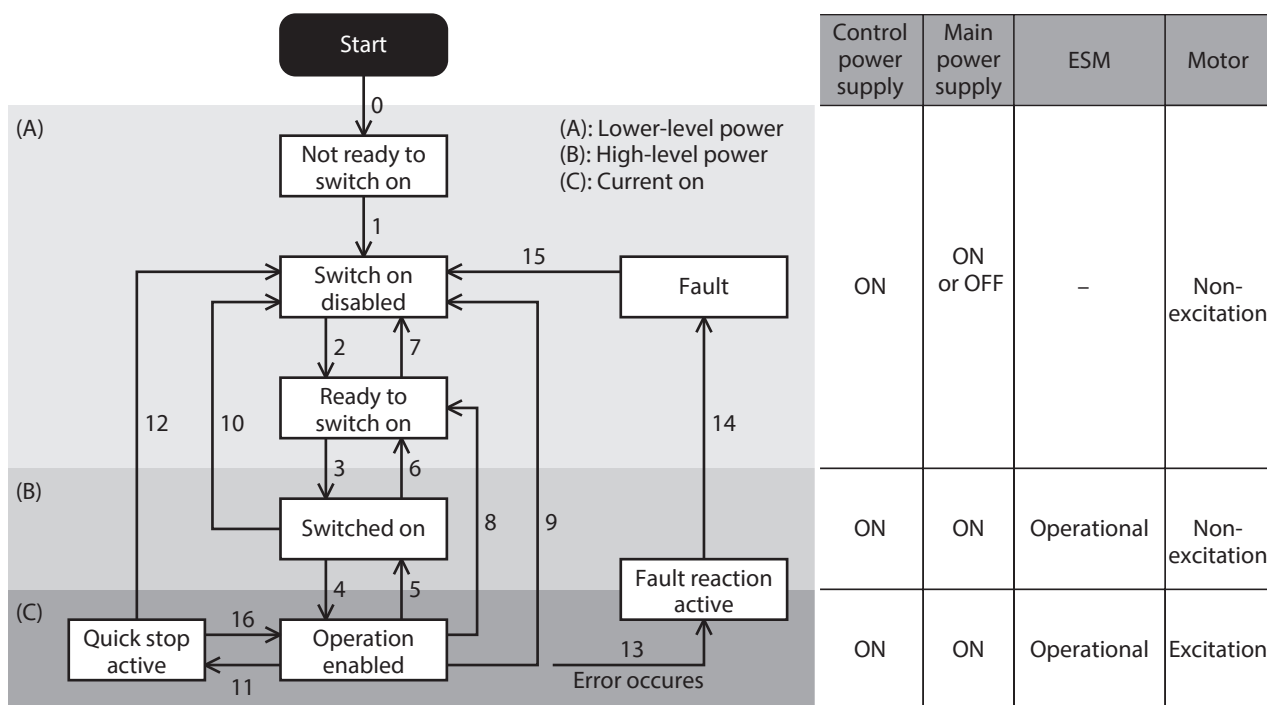 Start
0
(A)
(A): Lower-level power
(B): High-level power
(C): Current on
Not ready to
switch on
1
Switch on
disabled
15
Fault
2
7
Ready to
switch on
12
10
14
3
6
(B)
Switched on
8
9
4
5
Fault reaction
active
(C)
Quick stop
active
16
11
Operation
enabled
13
Error occures
Control
power
supply
Main
power
supply
ESM
Motor
ON
ON
or OFF
–
Non-
excitation
ON
ON
Operational
Non-
excitation
ON
ON
Operational
Excitation